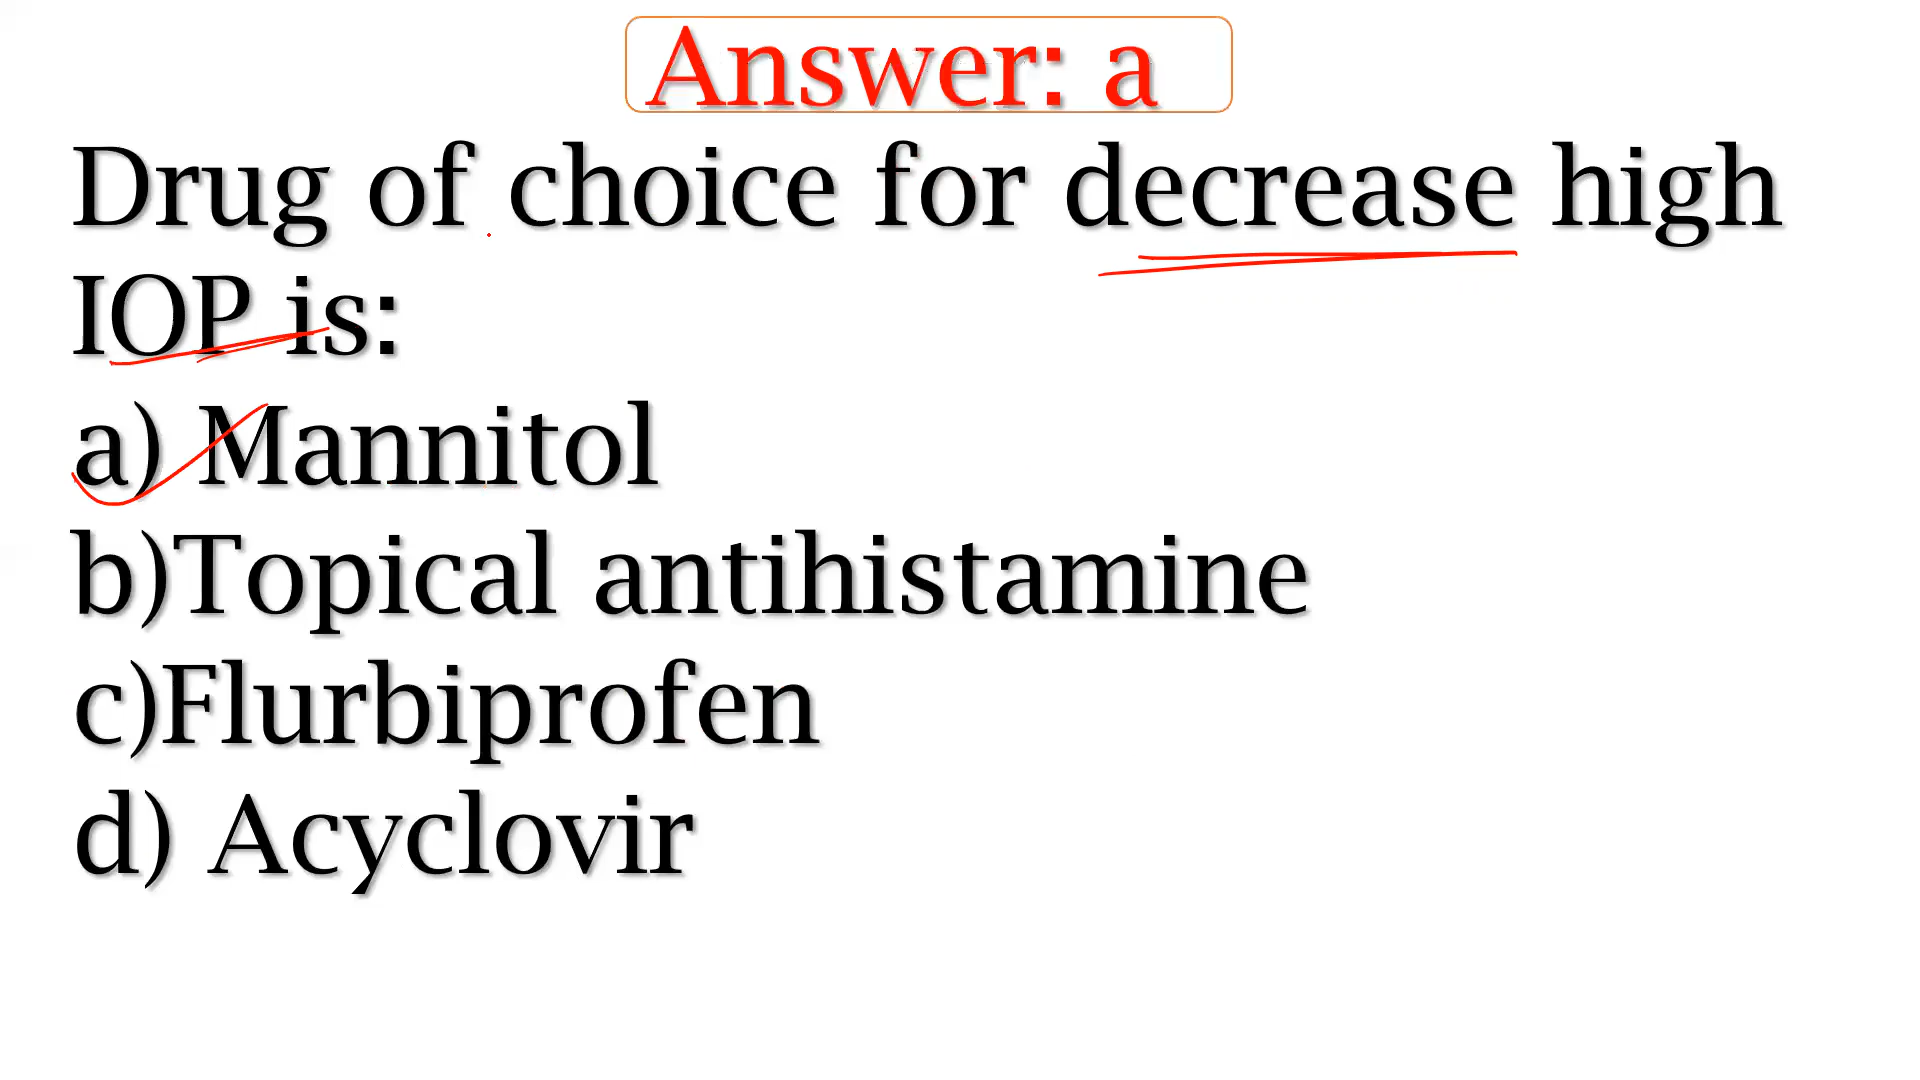 Answer: a
Drug of choice for decrease high
IOP is:
a) Mannitol
b)Topical antihistamine
c)Flurbiprofen
d) Acyclovir